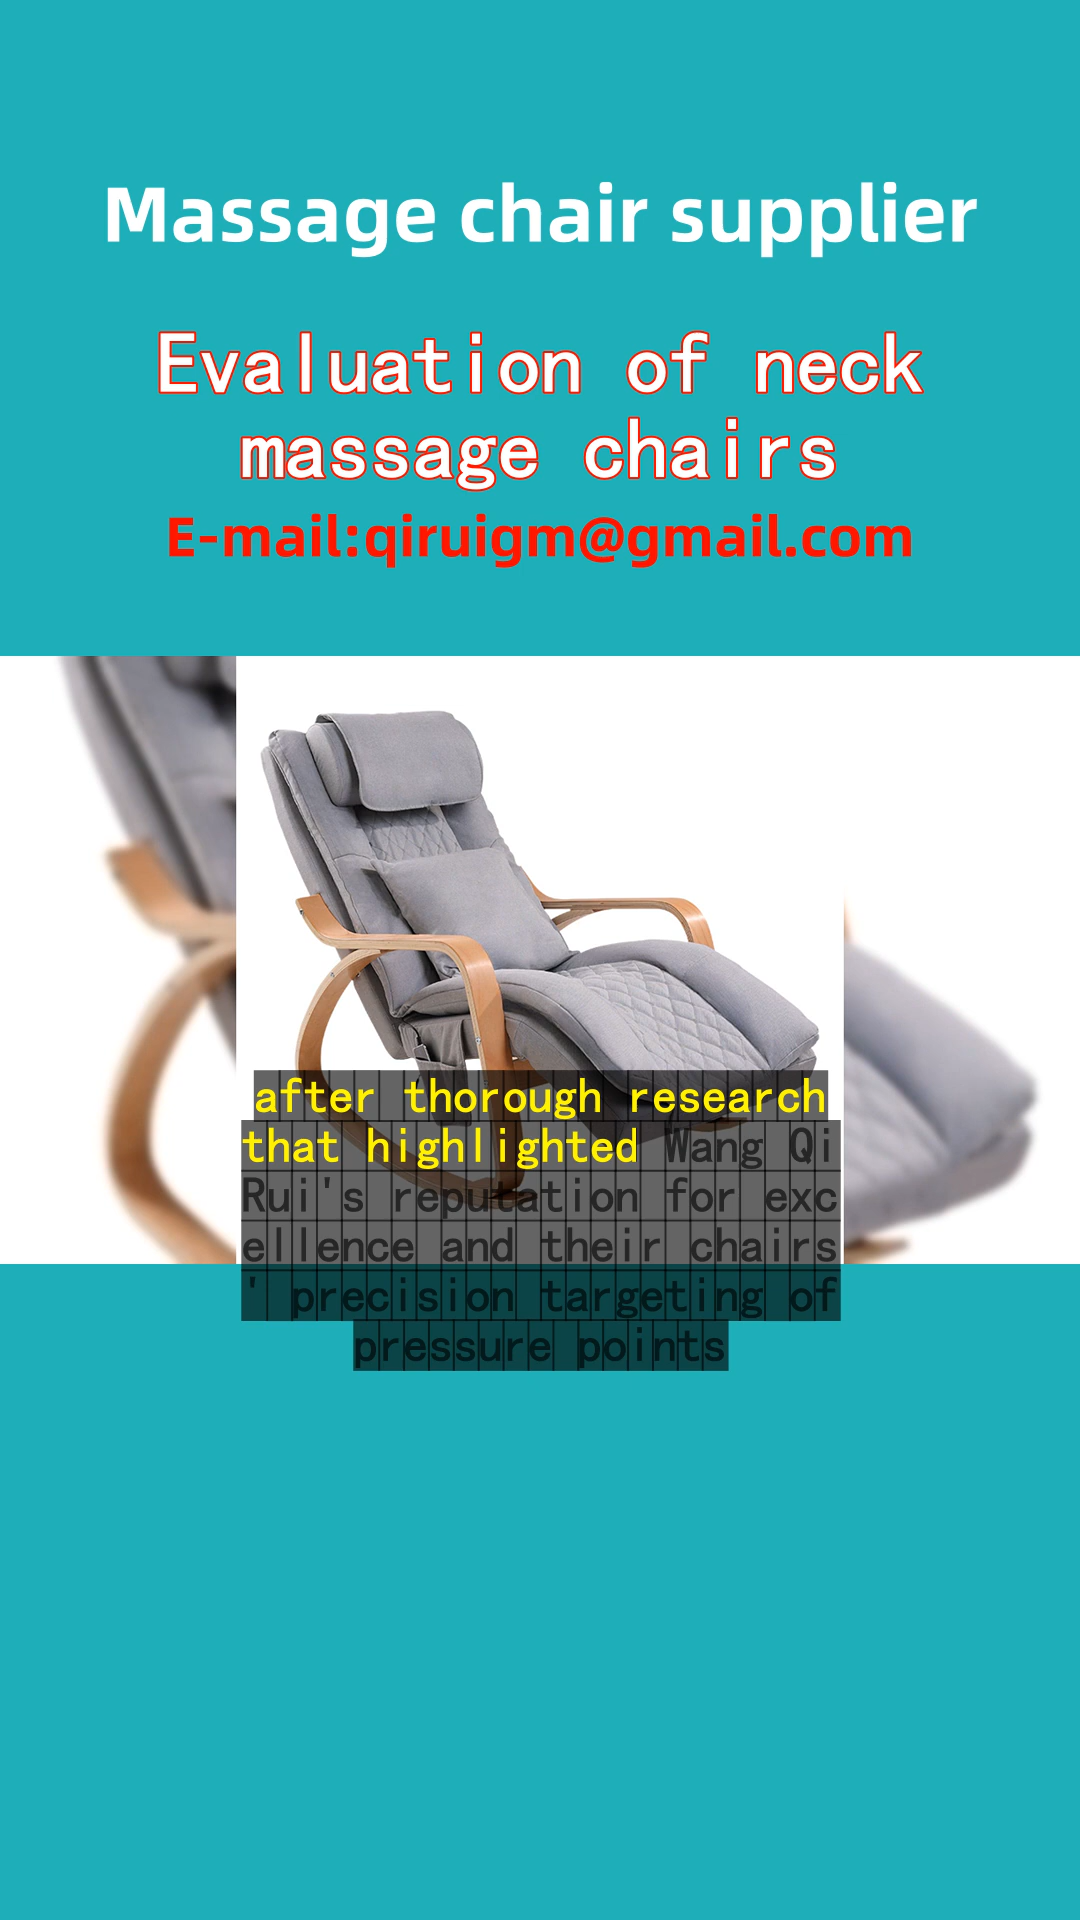 Massage chair supplier
Evaluation of neck
massage chairs
E-mail:qiruigm@gmail.com
after thorough research
that highlighted Wang Qi
Rui's reputation for exc
ellence and their chairs
' precision targeting of
pressure points